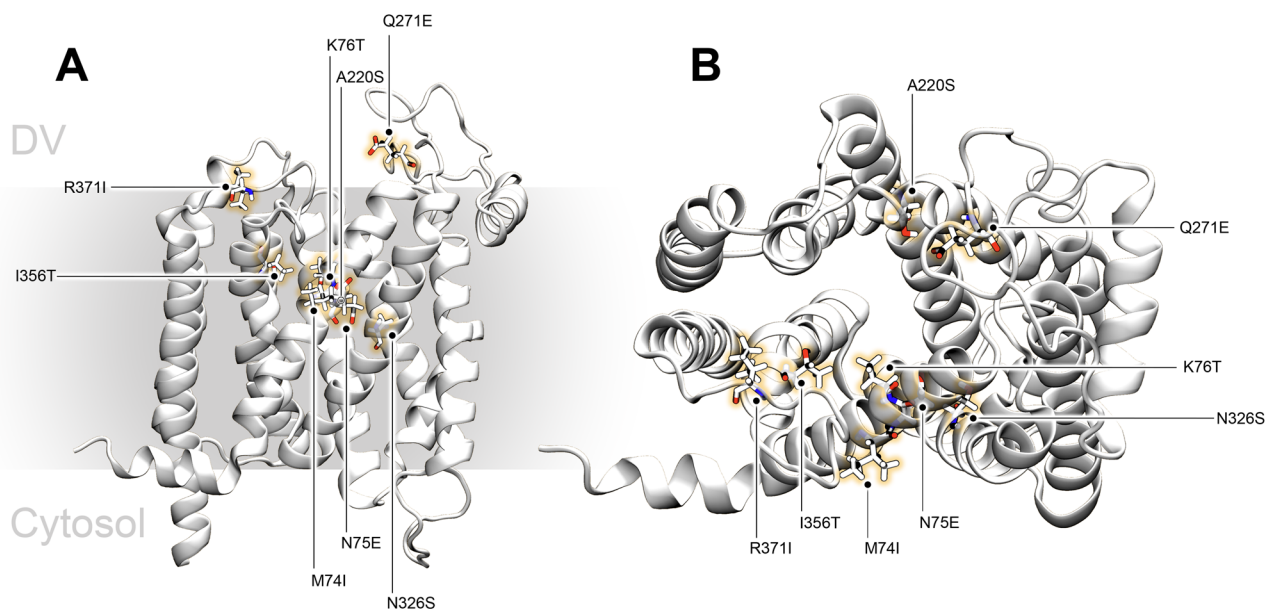 Q271E
K76T
A
A220S
DV
R371I
I356T
Cytosol
N75E
M74I
N326S
B
A220S
Q271E
K76T
N326S
I356T
N75E
R371I
M74I